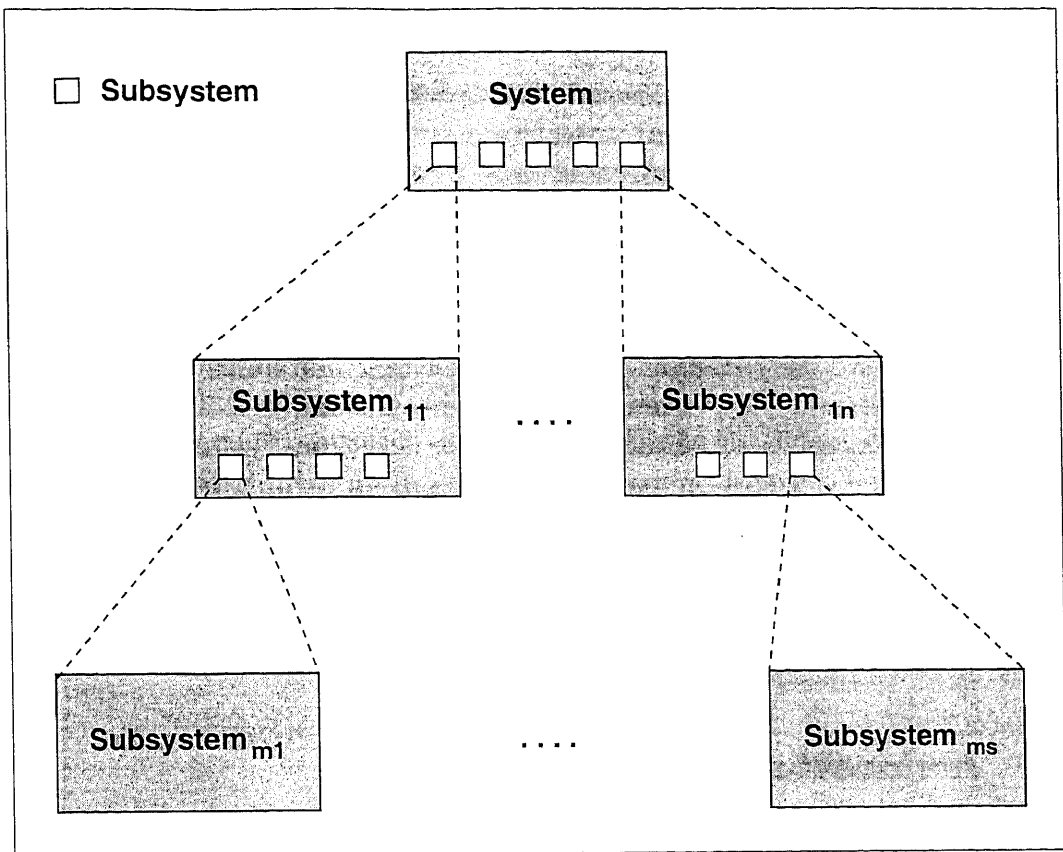 Subsystem
System
Subsystem 11
....
Subsystem 1n
Subsystem m1
....
Subsystem ms